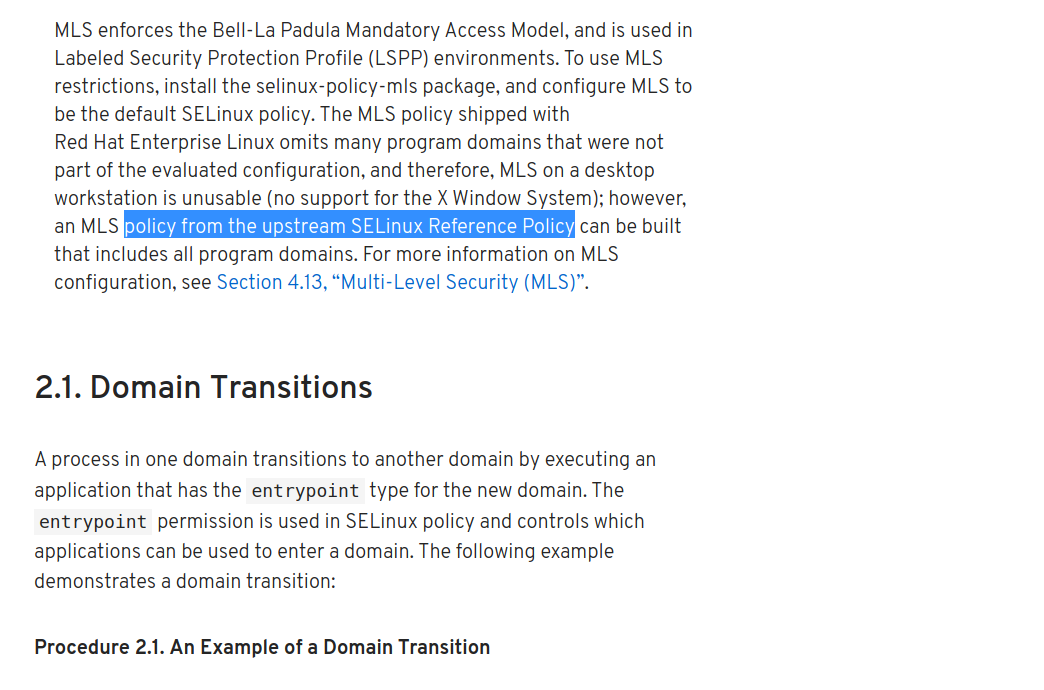 MLS enforces the Bell-La Padula Mandatory Access Model, and is used in
Labeled Security Protection Profile (LSPP) environments. To use MLS
restrictions, install the selinux-policy-mls package, and configure MLS to
be the default SELinux policy. The MLS policy shipped with
Red Hat Enterprise Linux omits many program domains that were not
part of the evaluated configuration, and therefore, MLS on a desktop
workstation is unusable (no support for the X Window System); however,
an MLS policy from the upstream SELinux Reference Policy can be built
that includes all program domains. For more information on MLS
configuration, see Section 4.13, “Multi-Level Security (MLS)”.
2.1. Domain Transitions
A process in one domain transitions to another domain by executing an
application that has the entrypoint type for the new domain. The
entrypoint permission is used in SELinux policy and controls which
applications can be used to enter a domain. The following example
demonstrates a domain transition:
Procedure 2.1. An Example of a Domain Transition